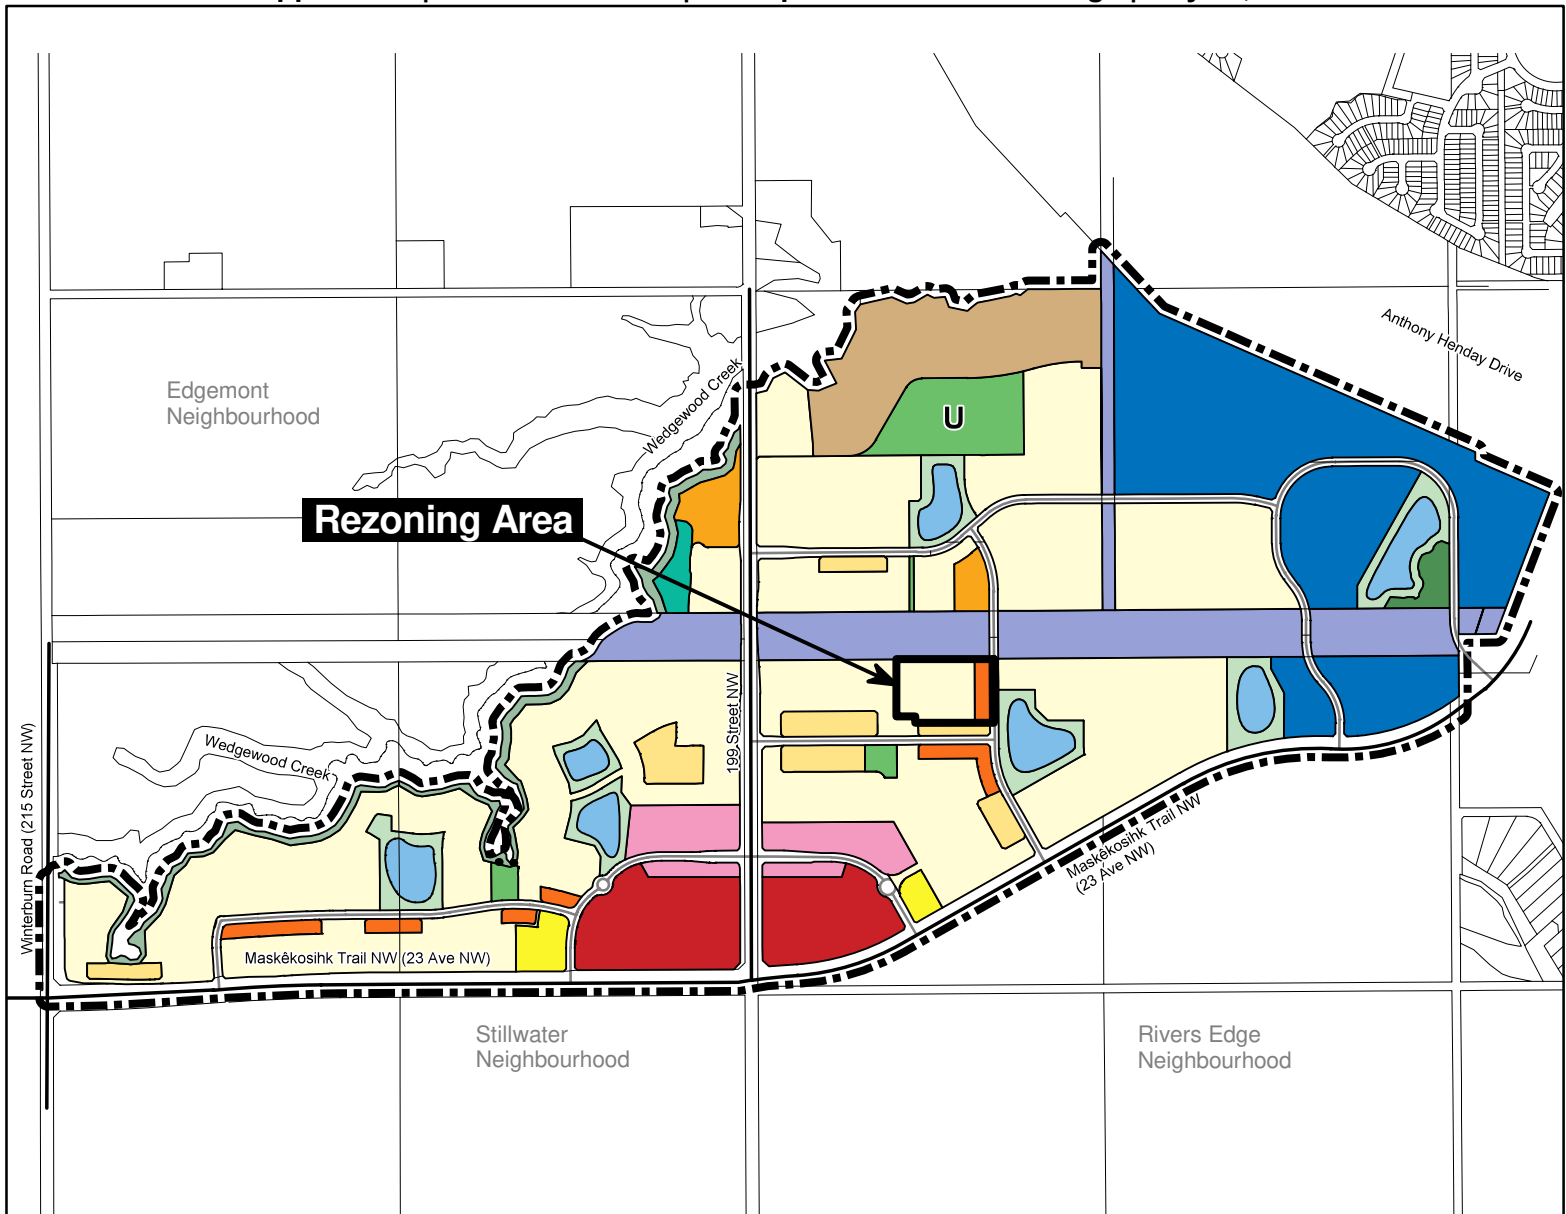 Anthony Henday Drive
Edgemont
Neighbourhood
Wedgewood Creek
U
Rezoning Area
199 Street NW
Winterburn Road (215 Street NW)
Wedgewood Creek
Maskêkosihk Trail NW
(23 Ave NW)
Maskêkosihk Trail NW (23 Ave NW)
Stillwater
Neighbourhood
Rivers Edge
Neighbourhood